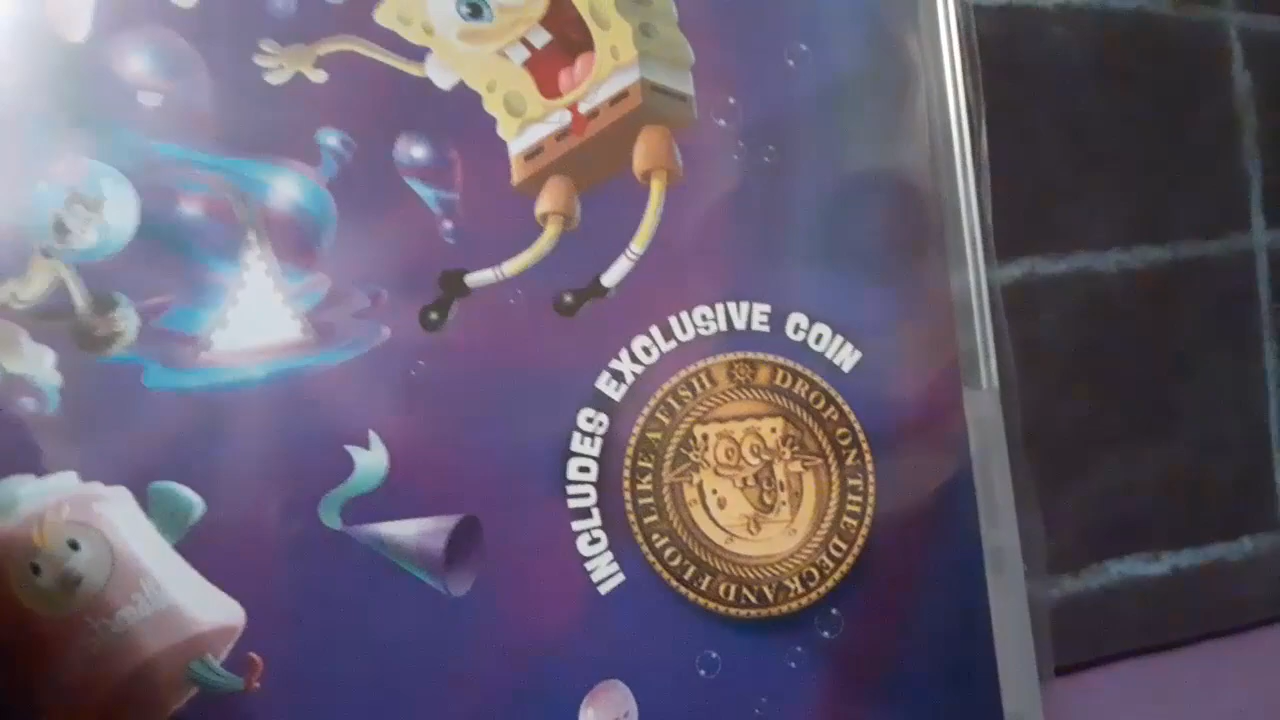 INCLUDES EXCLUSIVE COIN
DROP ON THE DECK AND FLOP LIKE A FISH